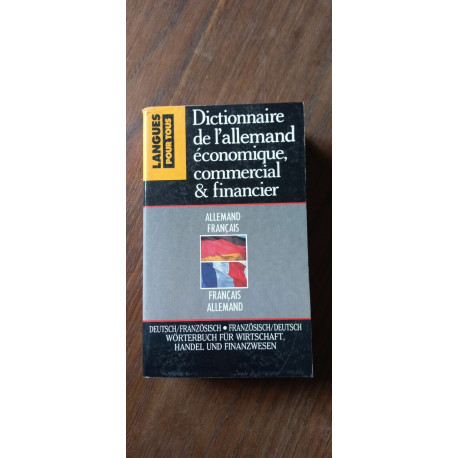 LANGUES
POUR TOUS
Dictionnaire
de l'allemand
économique,
commercial
& financier
ALLEMAND
FRANÇAIS
FRANÇAIS
ALLEMAND
DEUTSCH/FRANZÖSISCH • FRANZÖSISCH/DEUTSCH
WÖRTERBUCH FÜR WIRTSCHAFT,
HANDEL UND FINANZWESEN